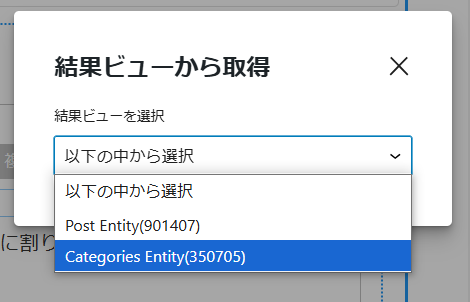 結果ビューから取得
結果ビューを選択
以下の中から選択
以下の中から選択
Post Entity(901407)
Categories Entity(350705)
に割り